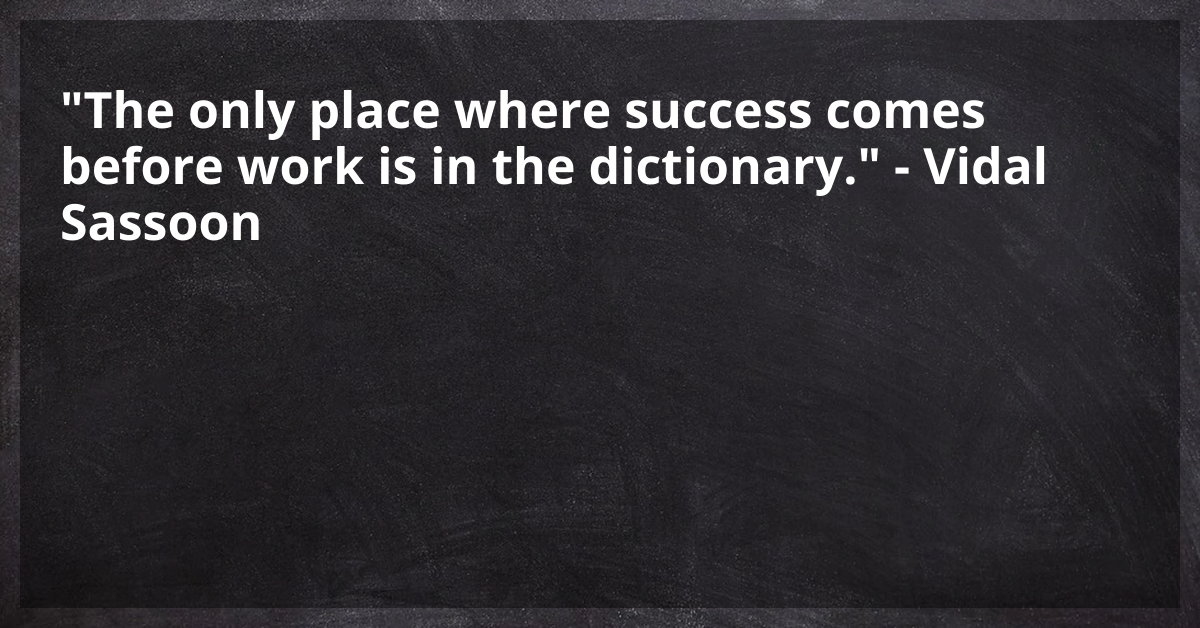 "The only place where success comes
before work is in the dictionary." - Vidal
Sassoon